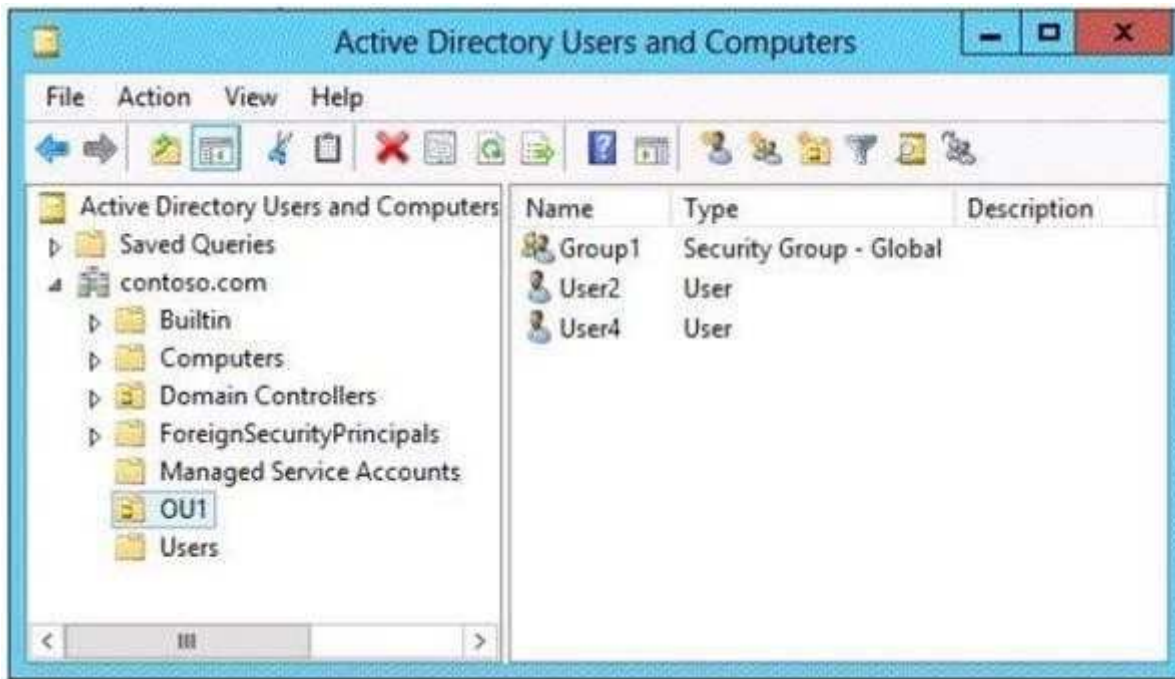 Active Directory Users and Computers
File Action View Help
Active Directory Users and Computers
Saved Queries
contoso.com
Builtin
Computers
Domain Controllers
ForeignSecurityPrincipals
Managed Service Accounts
OU1
Users
Name Type Description
Group1 Security Group - Global
User2 User
User4 User